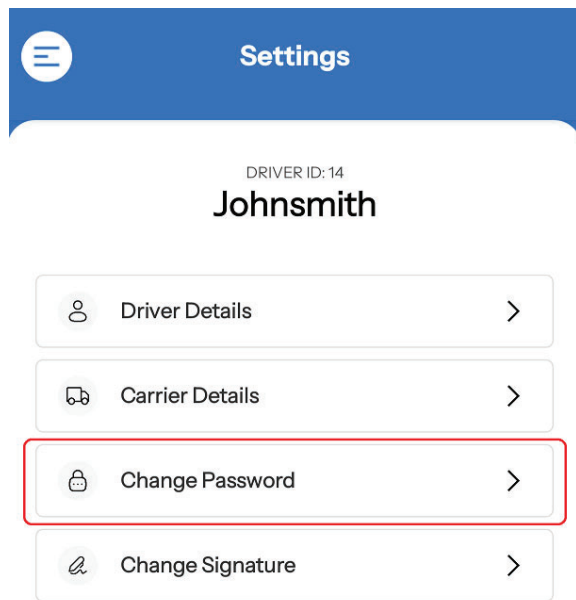 Settings
DRIVER ID: 14
Johnsmith
Driver Details
Carrier Details
Change Password
Change Signature